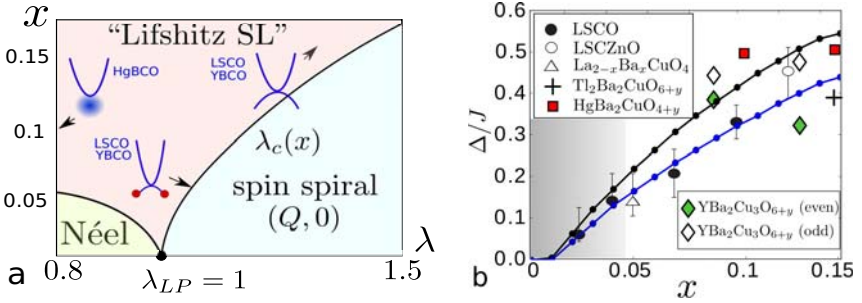 x
0.15
0.1
0.05
"Lifshitz SL"
HgBCO
LSCO
YBCO
LSCO
YBCO
λc(x)
spin spiral
(Q, 0)
Néel
a
0.8
λLP = 1
1.5
λ
Δ/J
0.6
0.5
0.4
0.3
0.2
0.1
0.0
LSCO
LSCZnO
La2−xBaxCuO4
Tl2Ba2CuO6+y
HgBa2CuO4+y
YBa2Cu3O6+y (even)
YBa2Cu3O6+y (odd)
b
0
0.05
0.1
0.15
x